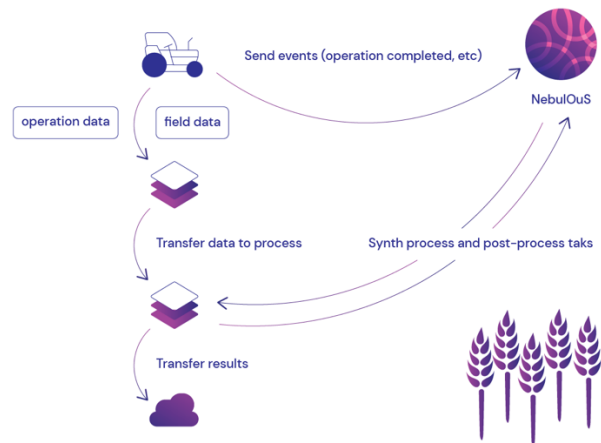 Send events (operation completed, etc)
NebulOuS
operation data
field data
Transfer data to process
Synth process and post-process taks
Transfer results